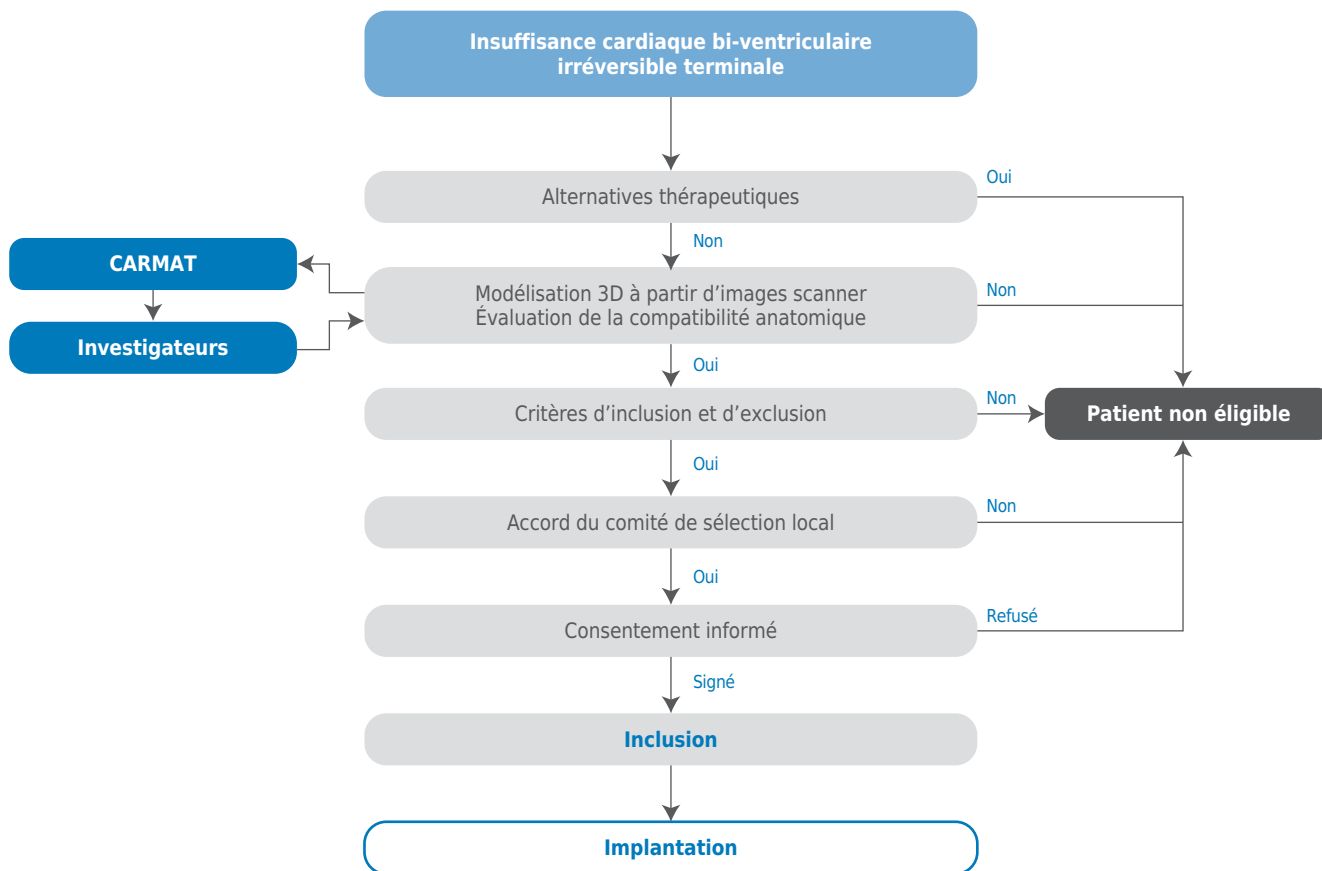 Insuffisance cardiaque bi-ventriculaire
irréversible terminale
Alternatives thérapeutiques
Oui
Non
CARMAT
Modélisation 3D à partir d’images scanner
Évaluation de la compatibilité anatomique
Non
Investigateurs
Oui
Critères d’inclusion et d’exclusion
Non
Patient non éligible
Oui
Accord du comité de sélection local
Non
Oui
Consentement informé
Refusé
Signé
Inclusion
Implantation